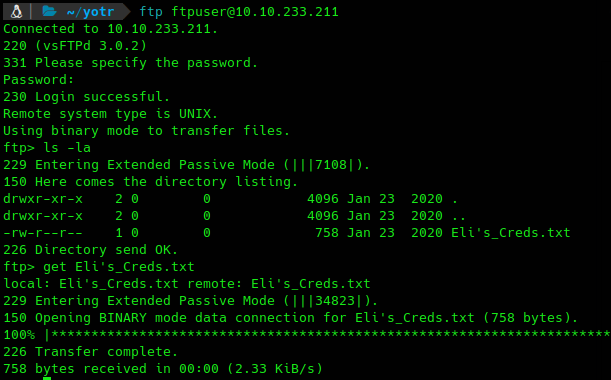 ~/yotr ftp ftpuser@10.10.233.211
Connected to 10.10.233.211.
220 (vsFTPd 3.0.2)
331 Please specify the password.
Password:
230 Login successful.
Remote system type is UNIX.
Using binary mode to transfer files.
ftp> ls -la
229 Entering Extended Passive Mode (|||7108|).
150 Here comes the directory listing.
drwxr-xr-x    2 0        0            4096 Jan 23  2020 .
drwxr-xr-x    2 0        0            4096 Jan 23  2020 ..
-rw-r--r--    1 0        0             758 Jan 23  2020 Eli's_Creds.txt
226 Directory send OK.
ftp> get Eli's_Creds.txt
local: Eli's_Creds.txt remote: Eli's_Creds.txt
229 Entering Extended Passive Mode (|||34823|).
150 Opening BINARY mode data connection for Eli's_Creds.txt (758 bytes).
100% |***********************************************************************
226 Transfer complete.
758 bytes received in 00:00 (2.33 KiB/s)